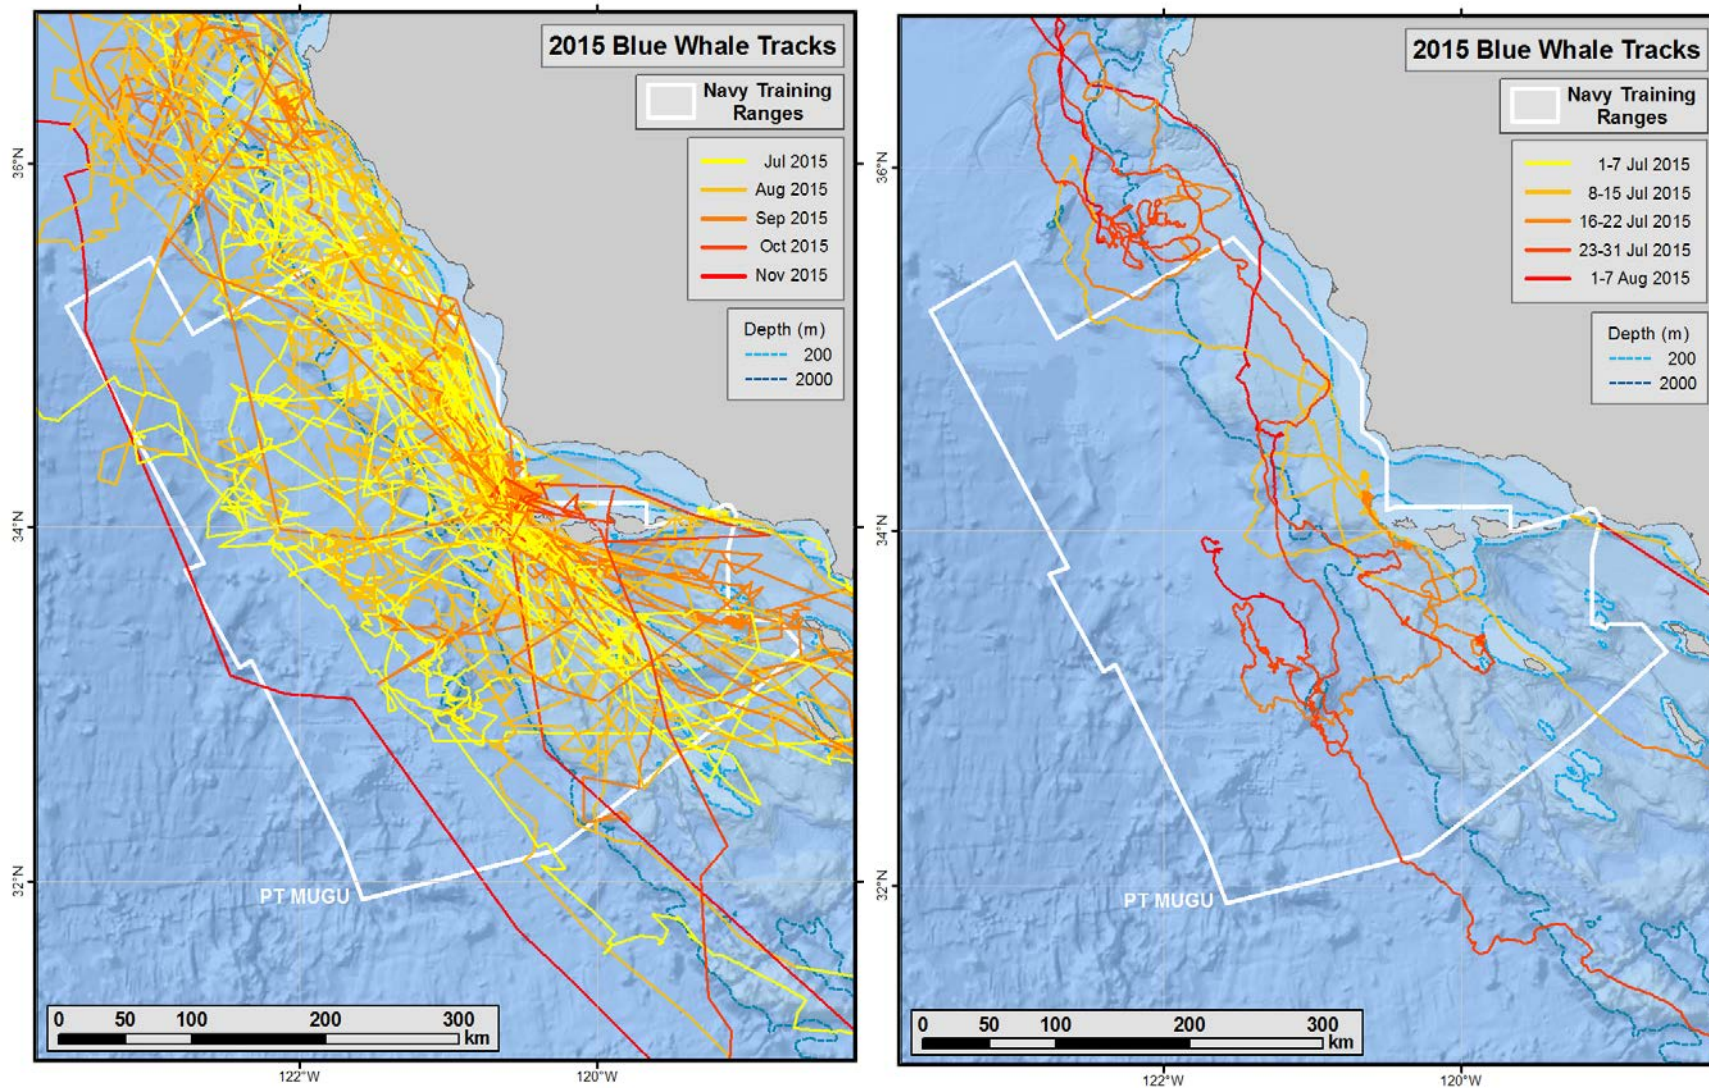 2015 Blue Whale Tracks
Navy Training
Ranges
Jul 2015
Aug 2015
Sep 2015
Oct 2015
Nov 2015
Depth (m)
200
2000
36°N
34°N
32°N
PT MUGU
0 50 100 200 300
km
122°W 120°W
2015 Blue Whale Tracks
Navy Training
Ranges
1-7 Jul 2015
8-15 Jul 2015
16-22 Jul 2015
23-31 Jul 2015
1-7 Aug 2015
Depth (m)
200
2000
36°N
34°N
32°N
PT MUGU
0 50 100 200 300
km
122°W 120°W